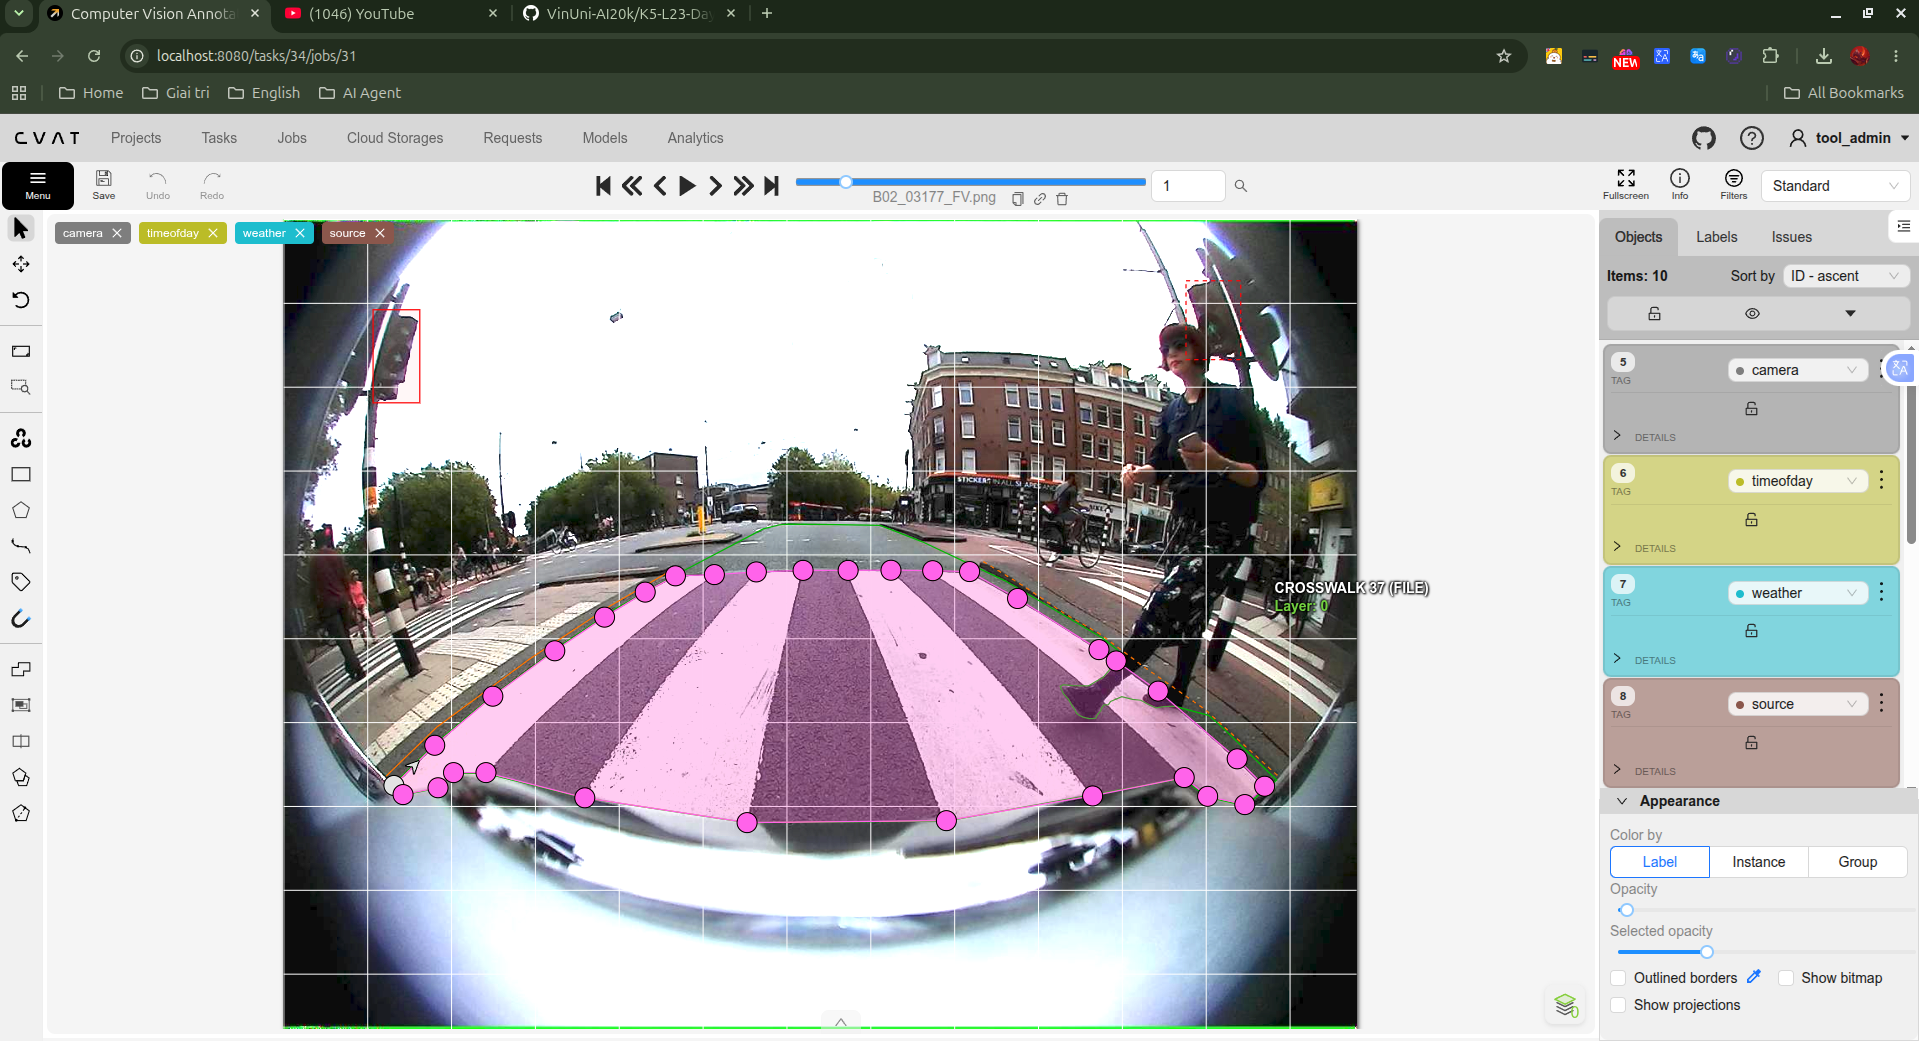 Computer Vision Annota
(1046) YouTube
VinUni-AI20k/K5-L23-Da
localhost:8080/tasks/34/jobs/31
NEW
Home
Giai tri
English
AI Agent
All Bookmarks
CVAT
Projects
Tasks
Jobs
Cloud Storages
Requests
Models
Analytics
tool_admin
Menu
Save
Undo
Redo
B02_03177_FV.png
1
Fullscreen
Info
Filters
Standard
camera
timeofday
weather
source
STICKERS IN ALL SHAPES AND
CROSSWALK 37 (FILE)
Layer: 0
Objects
Labels
Issues
Items: 10
Sort by
ID - ascent
5
TAG
camera
DETAILS
6
TAG
timeofday
DETAILS
7
TAG
weather
DETAILS
8
TAG
source
DETAILS
Appearance
Color by
Label
Instance
Group
Opacity
Selected opacity
Outlined borders
Show bitmap
Show projections
0